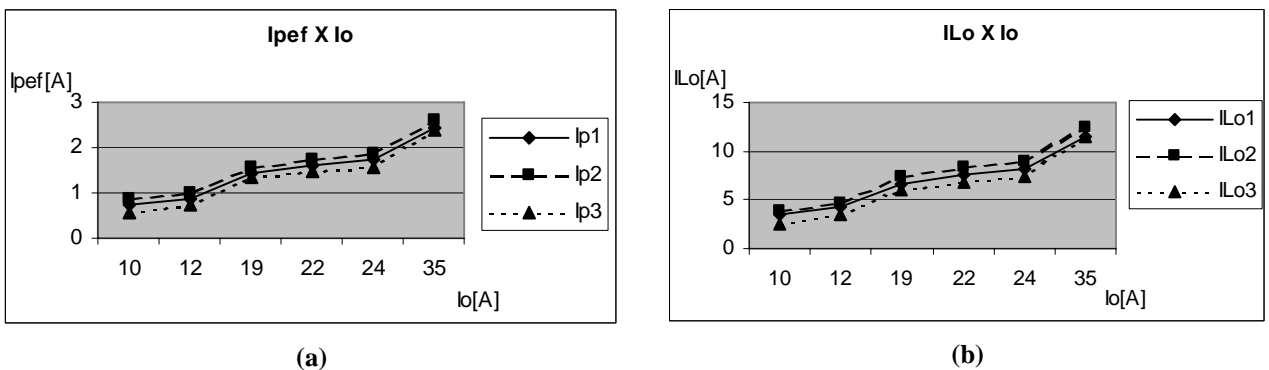 Ipef X Io
Ipef[A]
3
2
1
0
10 12 19 22 24 35
Io[A]
Ip1
Ip2
Ip3
(a)
ILo X Io
ILo[A]
15
10
5
0
10 12 19 22 24 35
Io[A]
ILo1
ILo2
ILo3
(b)